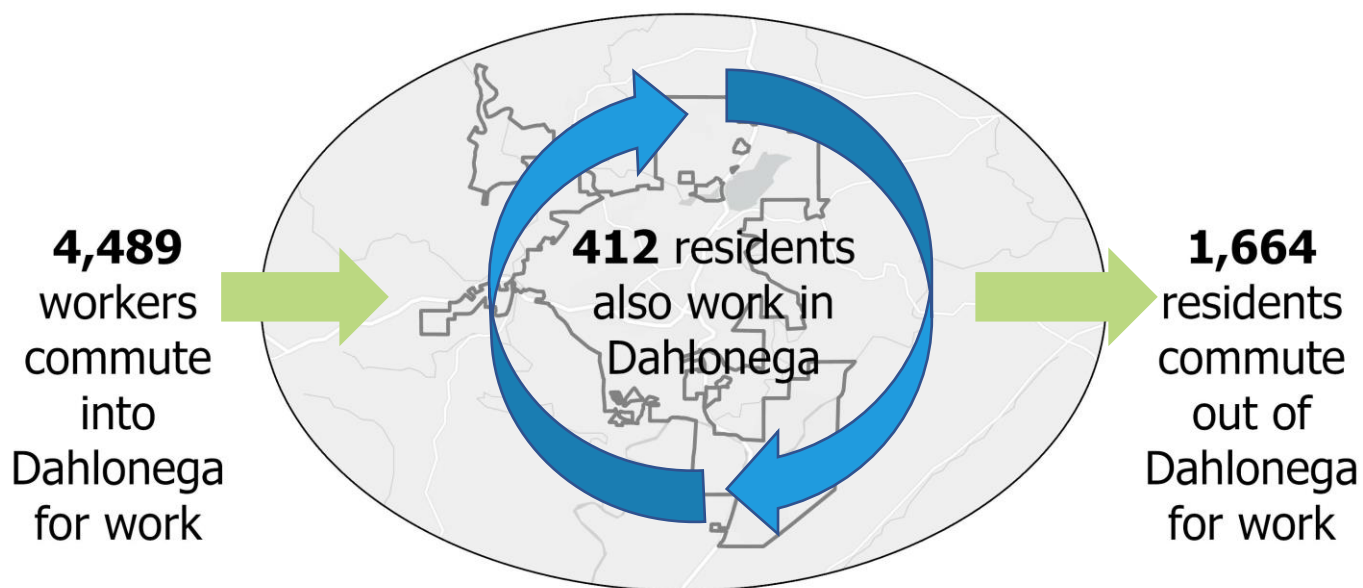 4,489
workers
commute
into
Dahlonega
for work
412 residents
also work in
Dahlonega
1,664
residents
commute
out of
Dahlonega
for work